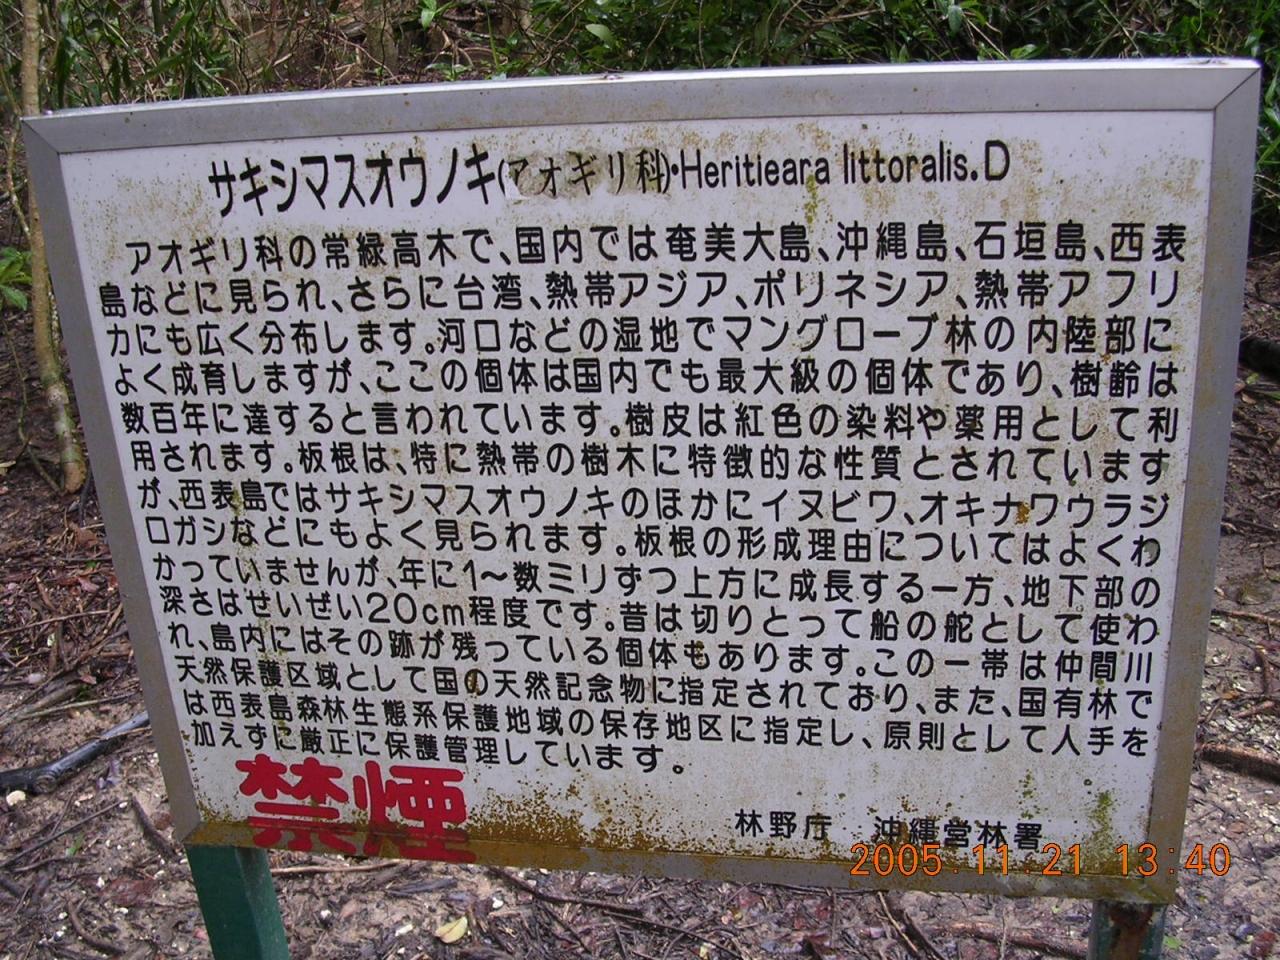 サキシマスオウノキ(アオギリ科)・Heritieara littoralis.D
アオギリ科の常緑高木で、国内では奄美大島、沖縄島、石垣島、西表
島などに見られ、さらに台湾、熱帯アジア、ポリネシア、熱帯アフリ
カにも広く分布します。河口などの湿地でマングローブ林の内陸部に
よく成育しますが、ここの個体は国内でも最大級の個体であり、樹齢は
数百年に達すると言われています。樹皮は紅色の染料や薬用として利
用されます。板根は、特に熱帯の樹木に特徴的な性質とされています
が、西表島ではサキシマスオウノキのほかにイヌビワ、オキナワウラジ
ロガシなどにもよく見られます。板根の形成理由についてはよくわ
かっていませんが、年に1〜数ミリずつ上方に成長する一方、地下部の
深さはせいぜい20cm程度です。昔は切りとって船の舵として使わ
れ、島内にはその跡が残っている個体もあります。この一帯は仲間川
天然保護区域として国の天然記念物に指定されており、また、国有林で
は西表島森林生態系保護地域の保存地区に指定し、原則として人手を
加えずに厳正に保護管理しています。
禁煙
林野庁 沖縄営林署
2005.11.21 13:40